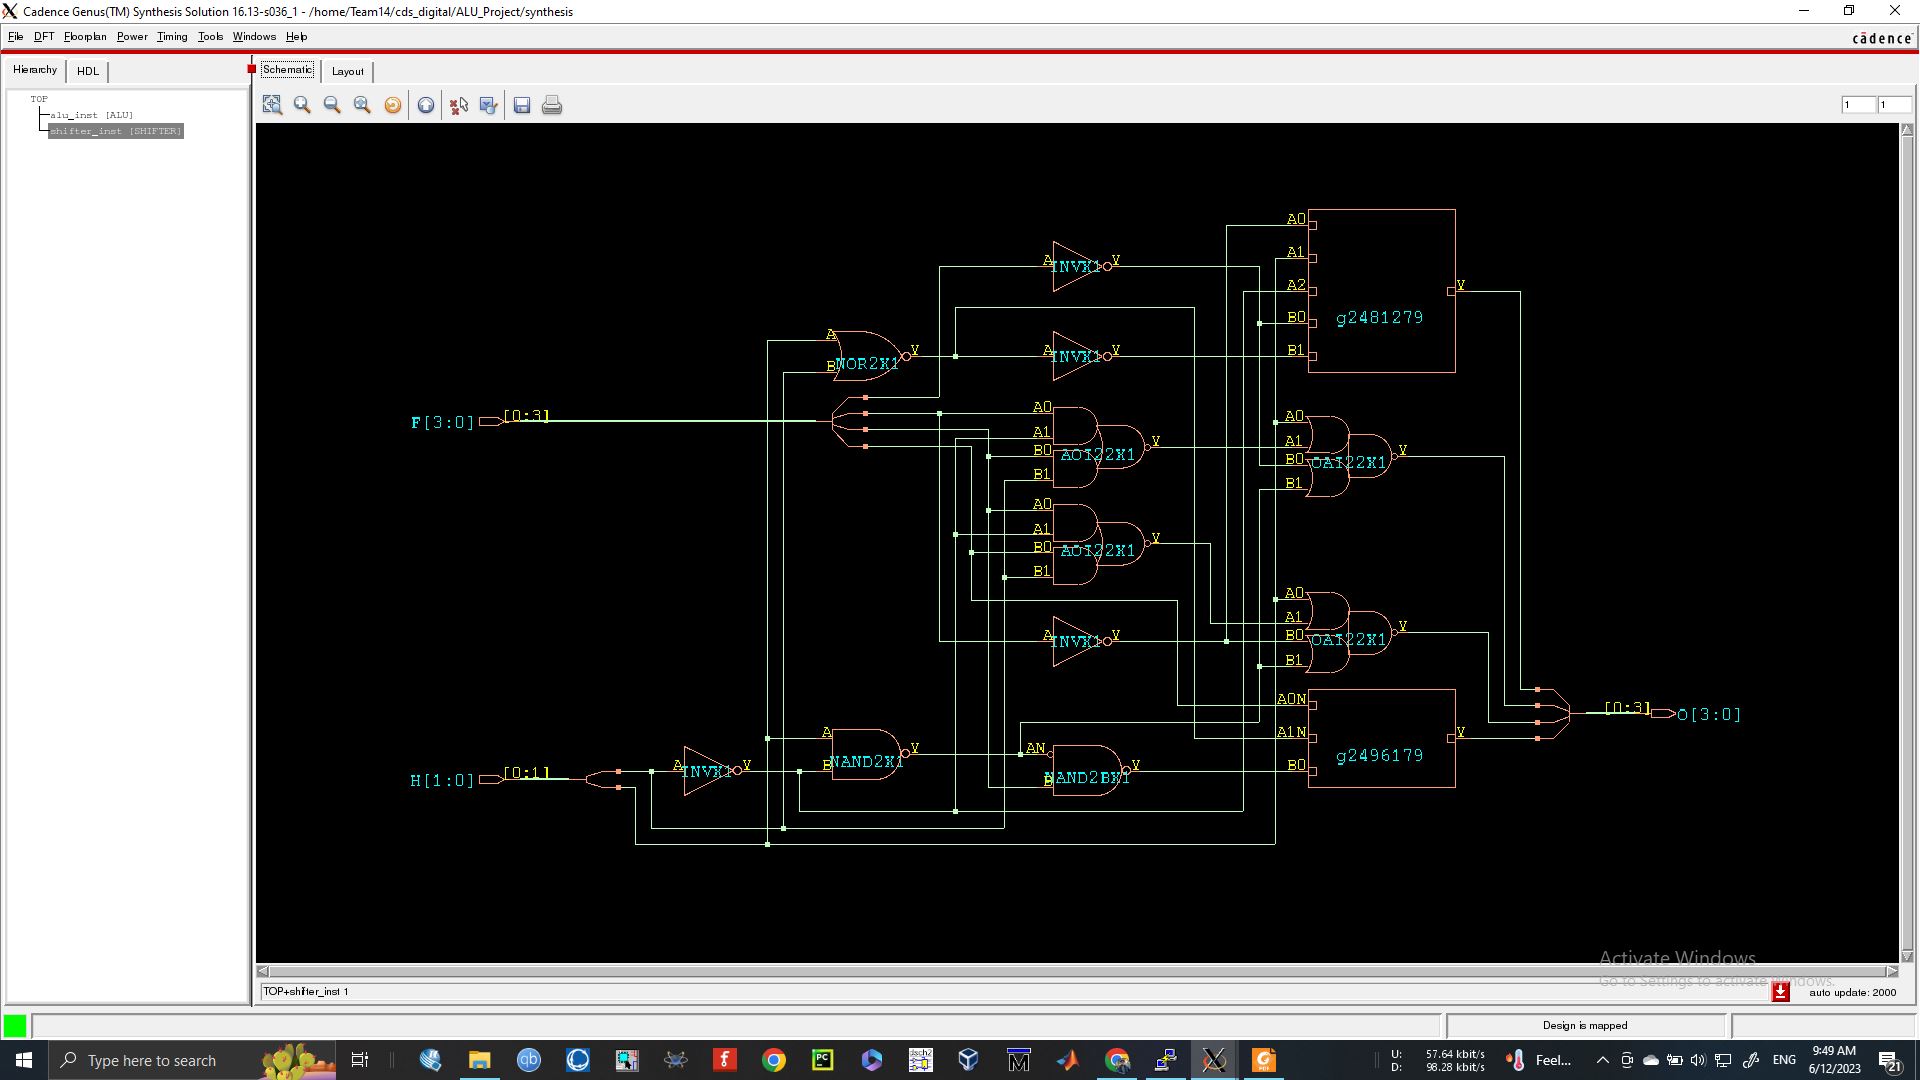 Cadence Genus(TM) Synthesis Solution 16.13-s036_1 - /home/Team14/cds_digital/ALU_Project/synthesis
File DFT Floorplan Power Timing Tools Windows Help
cādence
Hierarchy HDL
Schematic Layout
1 1
TOP
alu_inst [ALU]
shifter_inst [SHIFTER]
A0
A1
A2
B0
B1
Y
g2481279
A INVX1 Y
A
B NOR2X1 Y
A INVX1 Y
F[3:0] [0:3]
A0
A1
B0
B1
AOI22X1 Y
A0
A1
B0
B1
OAI22X1 Y
A0
A1
B0
B1
AOI22X1 Y
A0
A1
B0
B1
OAI22X1 Y
A INVX1 Y
A0N
A1N
B0
Y
g2496179
[0:3] O[3:0]
H[1:0] [0:1]
A INVX1 Y
A
B NAND2X1 Y
AN
B NAND2BX1 Y
Activate Windows
Go to Settings to activate Windows.
TOP+shifter_inst 1
auto update: 2000
Design is mapped
Type here to search
U: 57.64 kbit/s
D: 98.28 kbit/s
Feel...
ENG
9:49 AM
6/12/2023
21